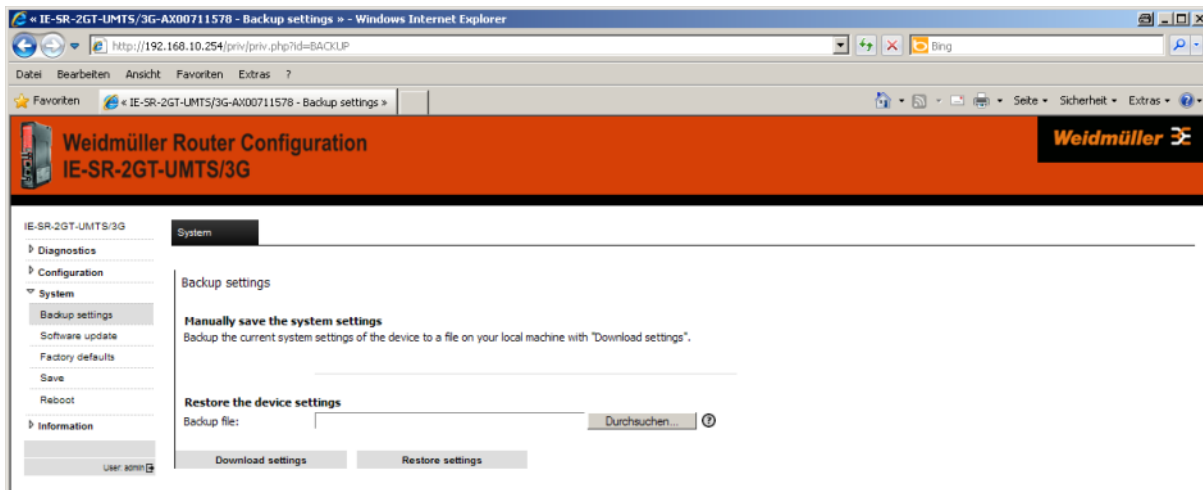 « IE-SR-2GT-UMTS/3G-AX00711578 - Backup settings » - Windows Internet Explorer
http://192.168.10.254/priv/priv.php?id=BACKUP
Bing
Datei Bearbeiten Ansicht Favoriten Extras ?
Favoriten « IE-SR-2GT-UMTS/3G-AX00711578 - Backup settings » Seite Sicherheit Extras
Weidmüller Router Configuration
IE-SR-2GT-UMTS/3G
Weidmüller
IE-SR-2GT-UMTS/3G
Diagnostics
Configuration
System
Backup settings
Software update
Factory defaults
Save
Reboot
Information
User: admin
System
Backup settings
Manually save the system settings
Backup the current system settings of the device to a file on your local machine with "Download settings".
Restore the device settings
Backup file: Durchsuchen... ?
Download settings Restore settings